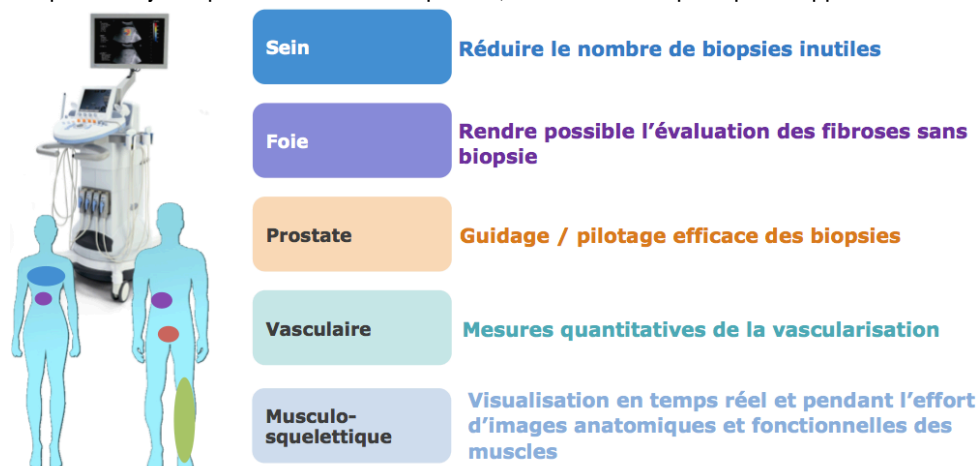 Sein
Réduire le nombre de biopsies inutiles
Foie
Rendre possible l’évaluation des fibroses sans
biopsie
Prostate
Guidage / pilotage efficace des biopsies
Vasculaire
Mesures quantitatives de la vascularisation
Musculo-
squelettique
Visualisation en temps réel et pendant l’effort
d’images anatomiques et fonctionnelles des
muscles